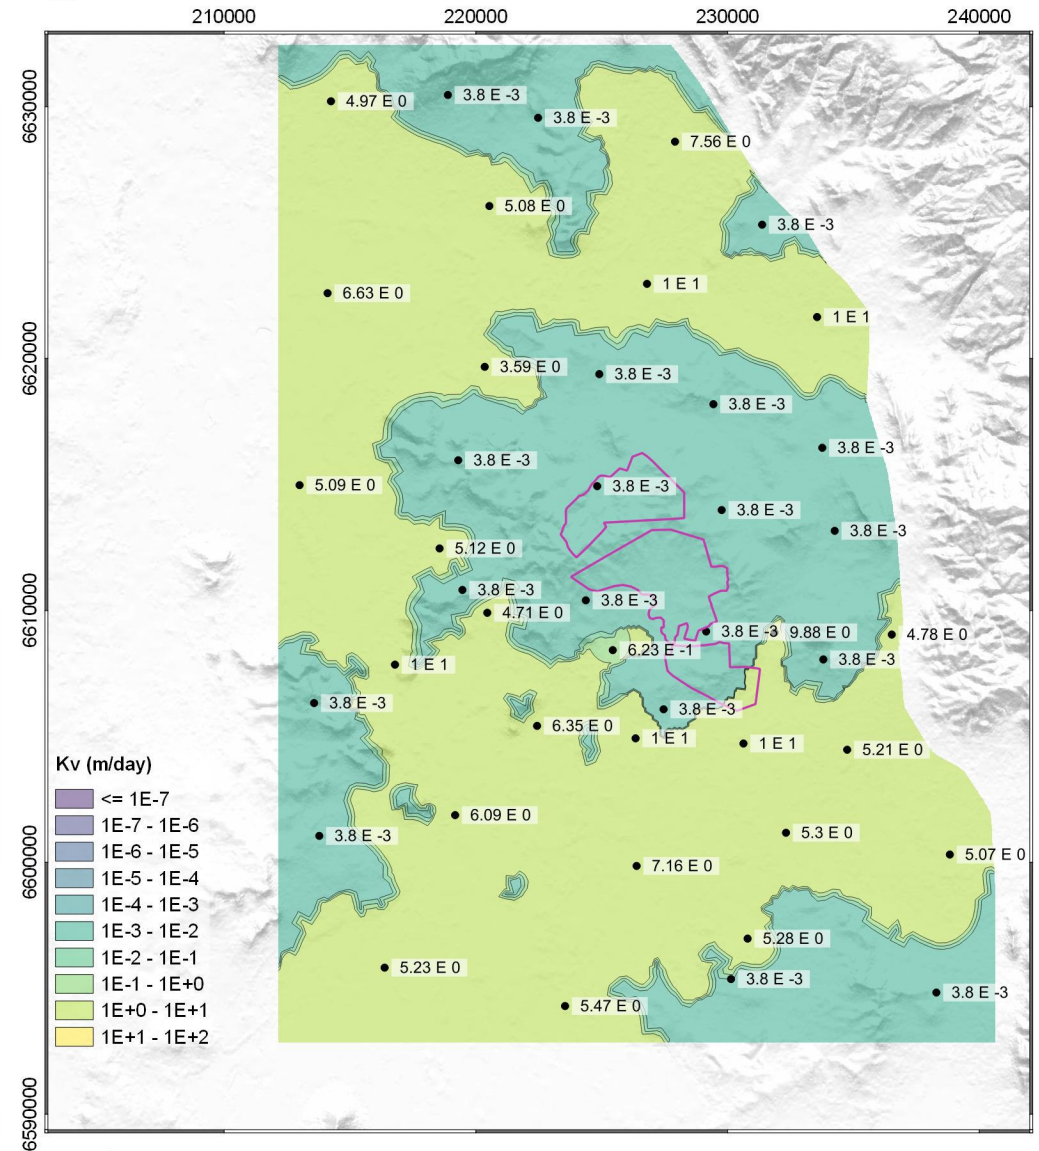 210000 220000 230000 240000
6630000
6620000
6610000
6600000
6590000
3.8 E -3
4.97 E 0
3.8 E -3
7.56 E 0
5.08 E 0
3.8 E -3
1 E 1
6.63 E 0
1 E 1
3.59 E 0
3.8 E -3
3.8 E -3
3.8 E -3
3.8 E -3
5.09 E 0
3.8 E -3
3.8 E -3
3.8 E -3
5.12 E 0
3.8 E -3
3.8 E -3
4.71 E 0
3.8 E -3
9.88 E 0
4.78 E 0
6.23 E -1
3.8 E -3
1 E 1
3.8 E -3
3.8 E -3
6.35 E 0
1 E 1
1 E 1
5.21 E 0
6.09 E 0
3.8 E -3
5.3 E 0
5.07 E 0
7.16 E 0
5.28 E 0
5.23 E 0
3.8 E -3
3.8 E -3
5.47 E 0
Kv (m/day)
<= 1E-7
1E-7 - 1E-6
1E-6 - 1E-5
1E-5 - 1E-4
1E-4 - 1E-3
1E-3 - 1E-2
1E-2 - 1E-1
1E-1 - 1E+0
1E+0 - 1E+1
1E+1 - 1E+2